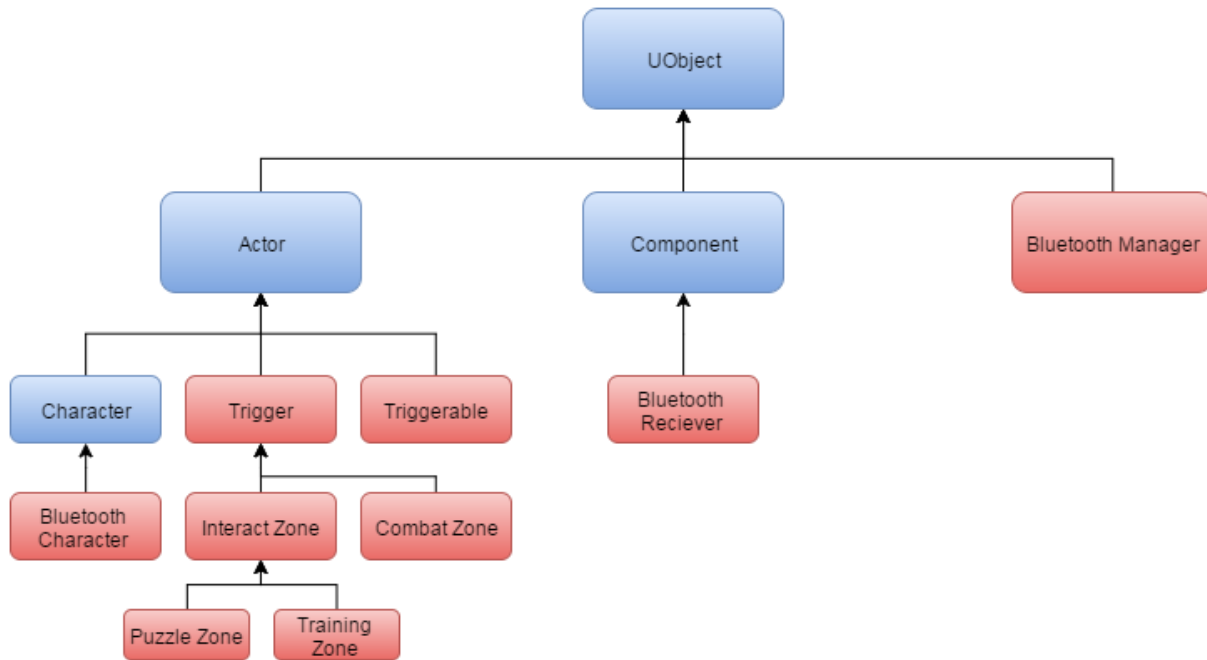 UObject
Actor
Component
Bluetooth Manager
Character
Trigger
Triggerable
Bluetooth
Reciever
Bluetooth
Character
Interact Zone
Combat Zone
Puzzle Zone
Training
Zone